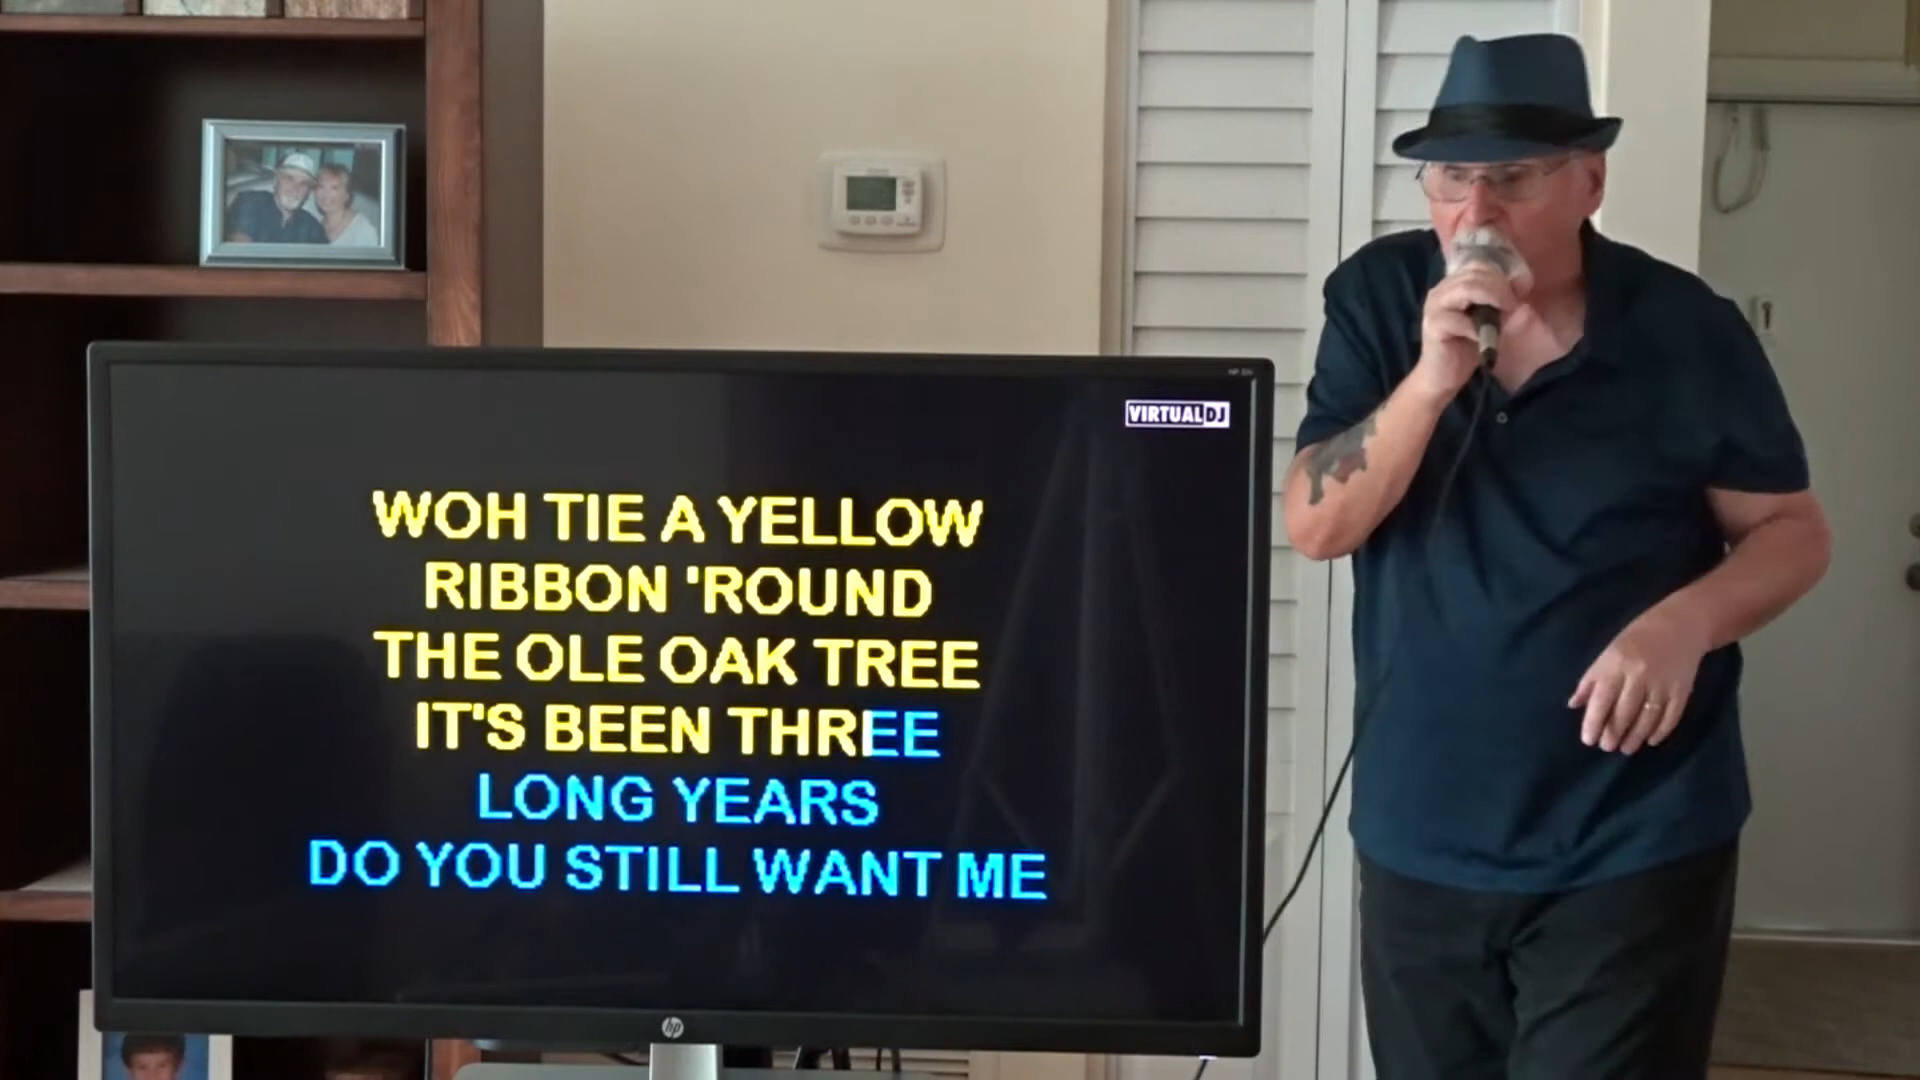 VIRTUALDJ
WOH TIE A YELLOW
RIBBON 'ROUND
THE OLE OAK TREE
IT'S BEEN THREE
LONG YEARS
DO YOU STILL WANT ME
hp